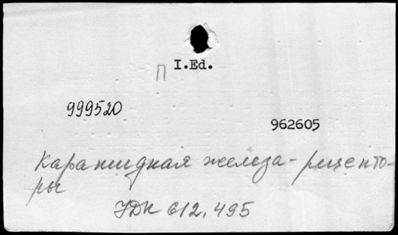 I.Ed.
П
999520
962605
Каратидная железа - рецепто-
ры
УДК 612.495